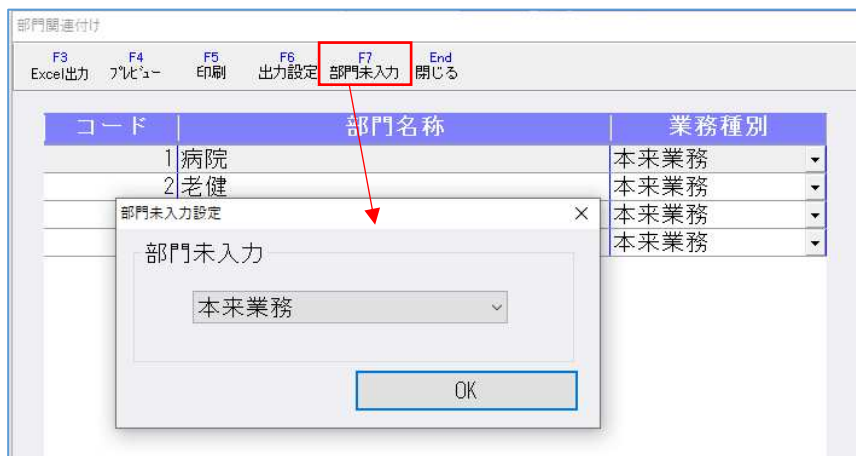 部門関連付け
F3 F4 F5 F6 F7 End
Excel出力 プレビュー 印刷 出力設定 部門未入力 閉じる
コード 部門名称 業務種別
1 病院 本来業務
2 老健 本来業務
本来業務
本来業務
部門未入力設定
部門未入力
本来業務
OK